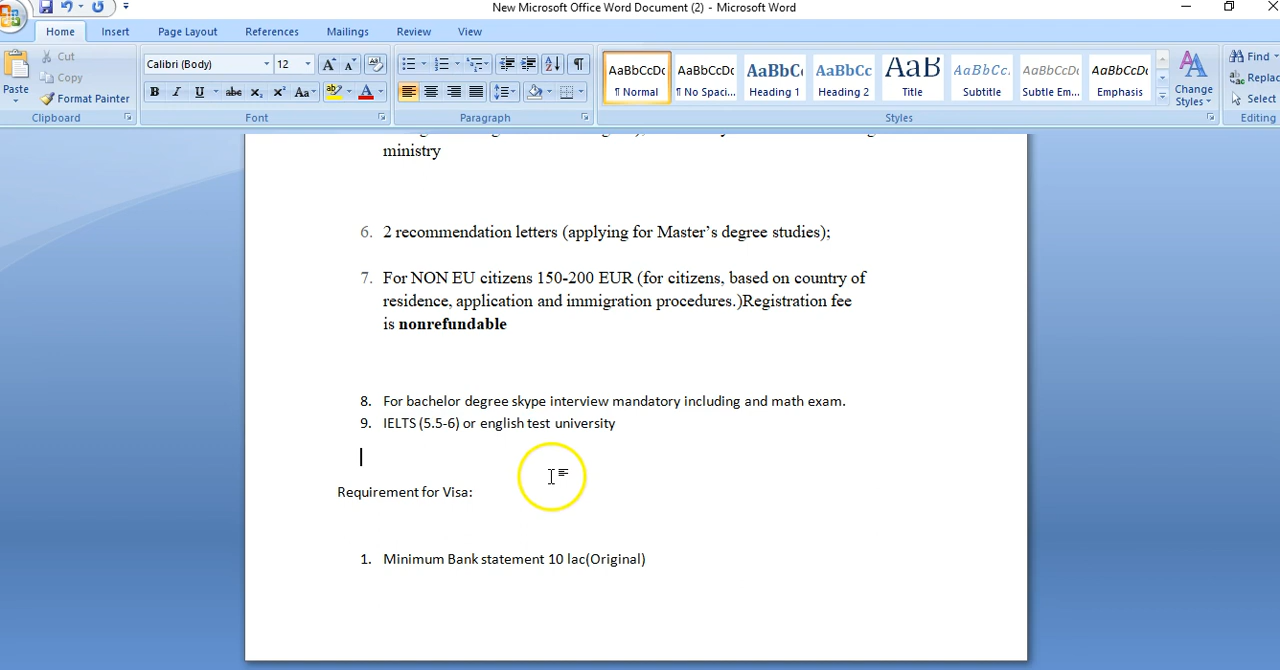 New Microsoft Office Word Document (2) - Microsoft Word
Home Insert Page Layout References Mailings Review View
Cut
Copy
Format Painter
Paste
Clipboard
Calibri (Body) 12
Font
Paragraph
AaBbCcDc AaBbCcDc AaBbC AaBbCc AaB AaBbCc. AaBbCcDc AaBbCcDc
¶ Normal ¶ No Spaci... Heading 1 Heading 2 Title Subtitle Subtle Em... Emphasis
Change Styles
Styles
Find
Replac
Select
Editing
ministry
6. 2 recommendation letters (applying for Master’s degree studies);
7. For NON EU citizens 150-200 EUR (for citizens, based on country of
residence, application and immigration procedures.)Registration fee
is nonrefundable
8. For bachelor degree skype interview mandatory including and math exam.
9. IELTS (5.5-6) or english test university
Requirement for Visa:
1. Minimum Bank statement 10 lac(Original)